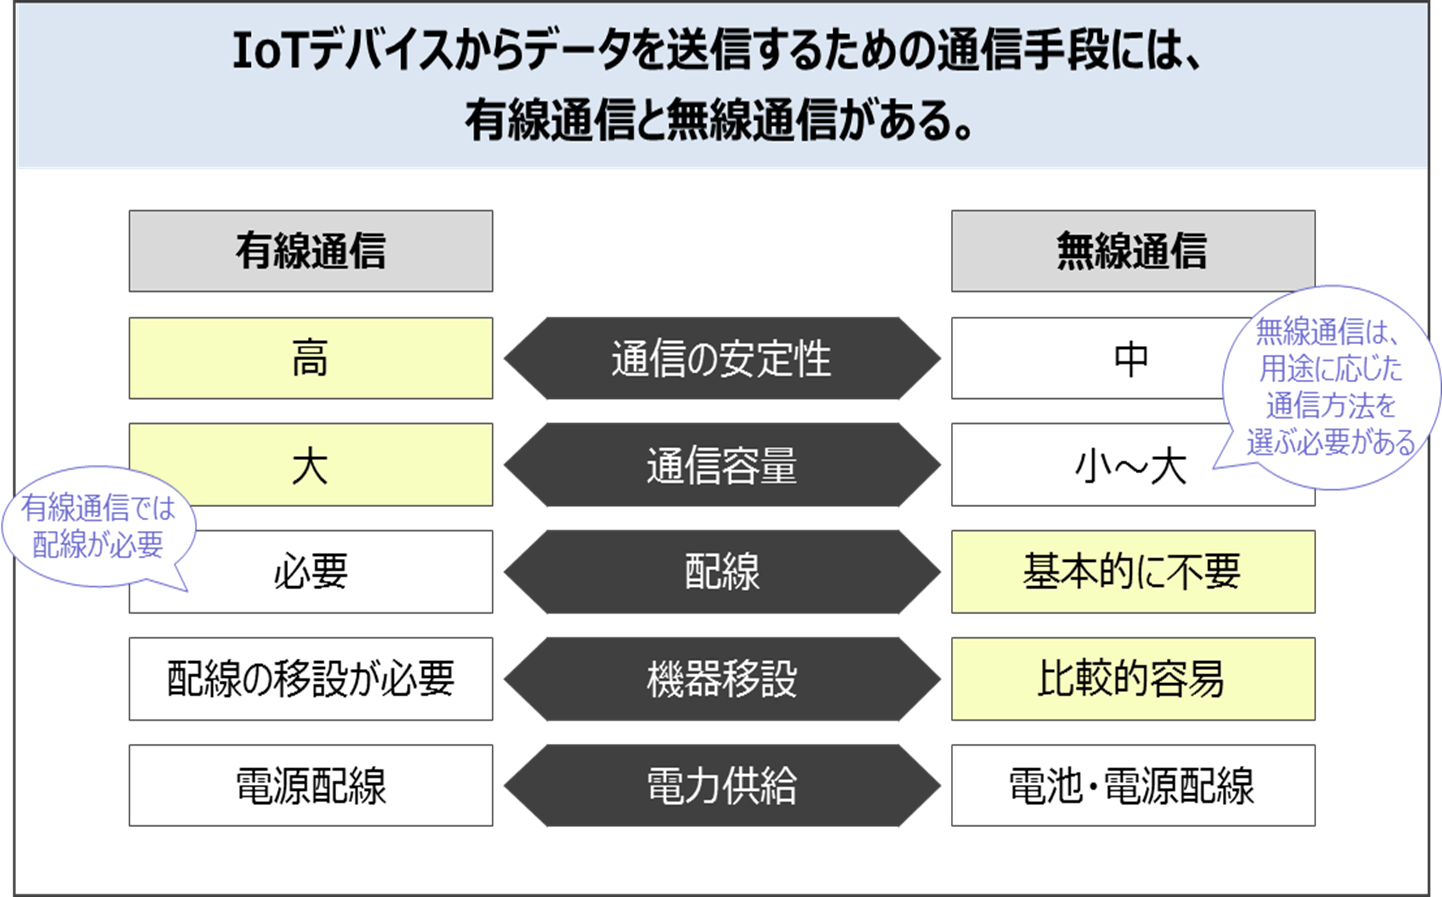 IoTデバイスからデータを送信するための通信手段には、
有線通信と無線通信がある。
有線通信
無線通信
高
通信の安定性
中
無線通信は、
用途に応じた
通信方法を
選ぶ必要がある
大
通信容量
小～大
有線通信では
配線が必要
必要
配線
基本的に不要
配線の移設が必要
機器移設
比較的容易
電源配線
電力供給
電池・電源配線